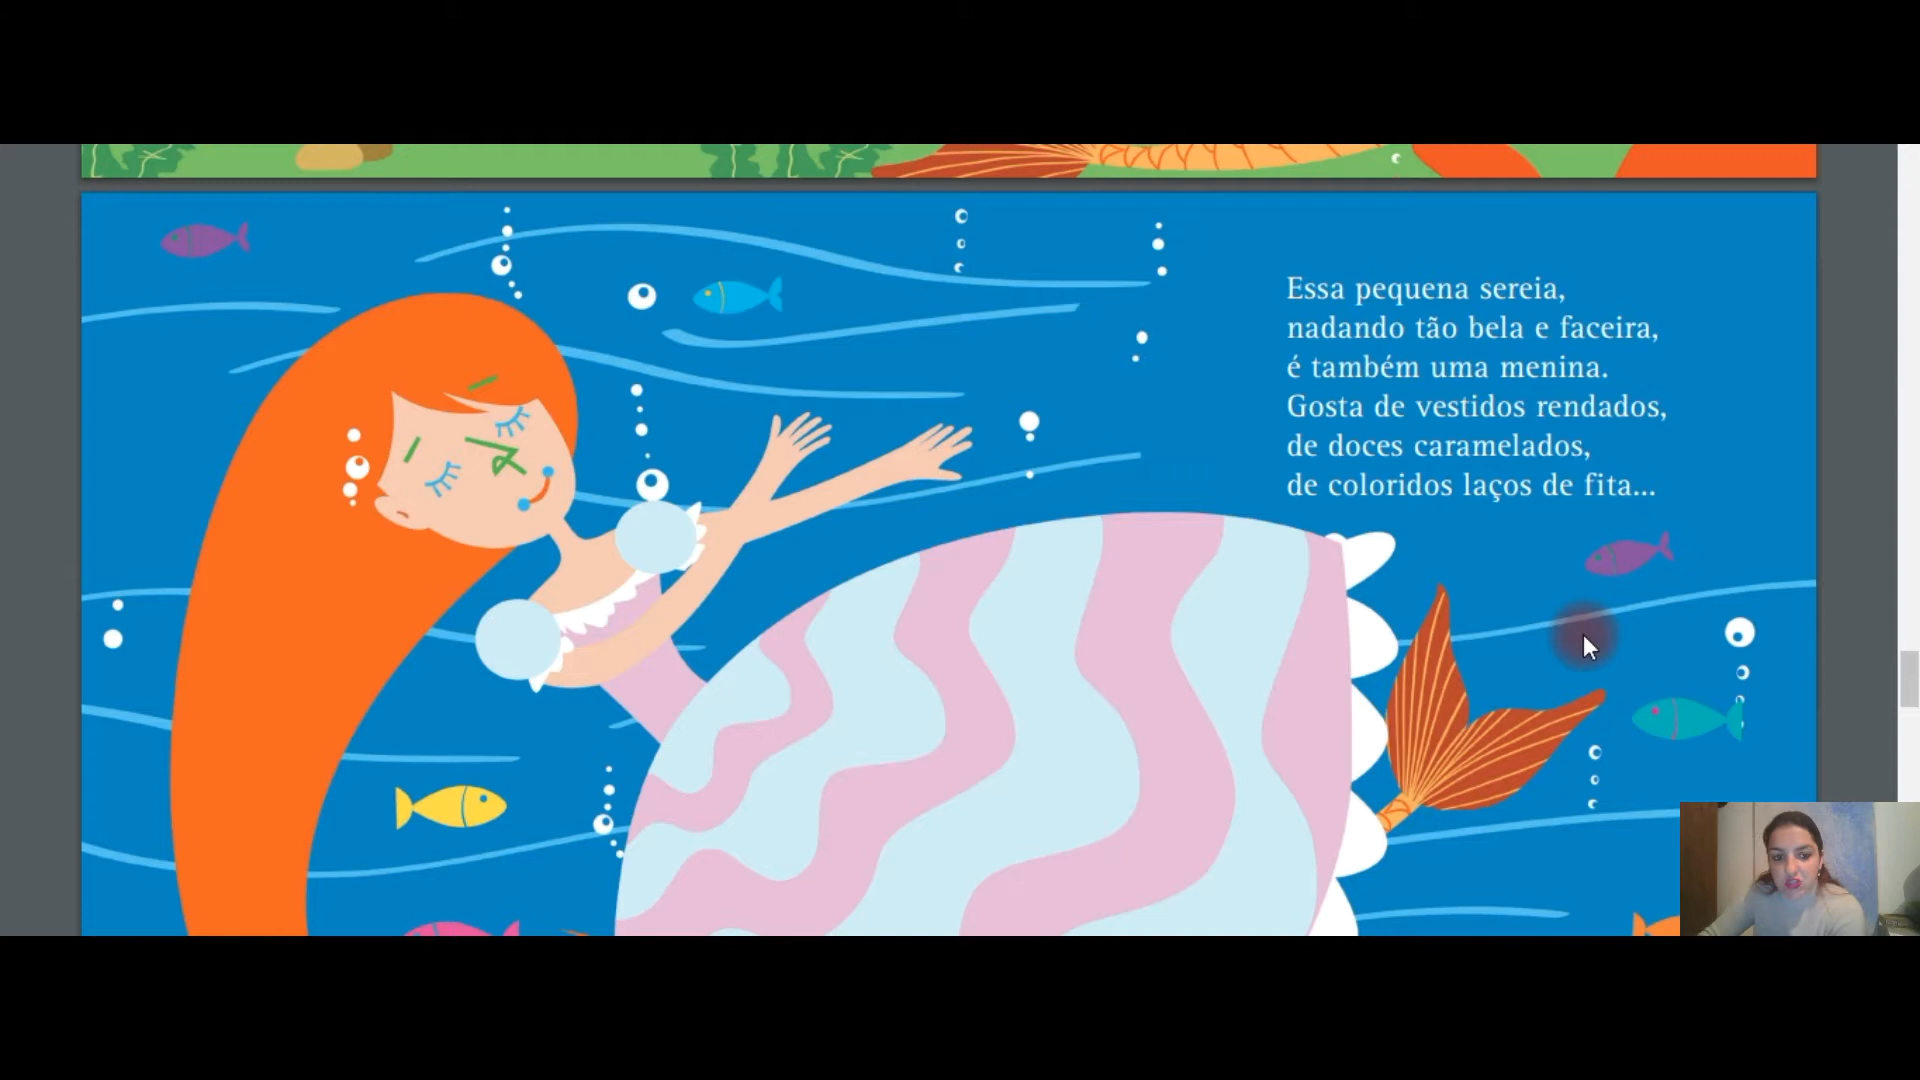 Essa pequena sereia,
nadando tão bela e faceira,
é também uma menina.
Gosta de vestidos rendados,
de doces caramelados,
de coloridos laços de fita...